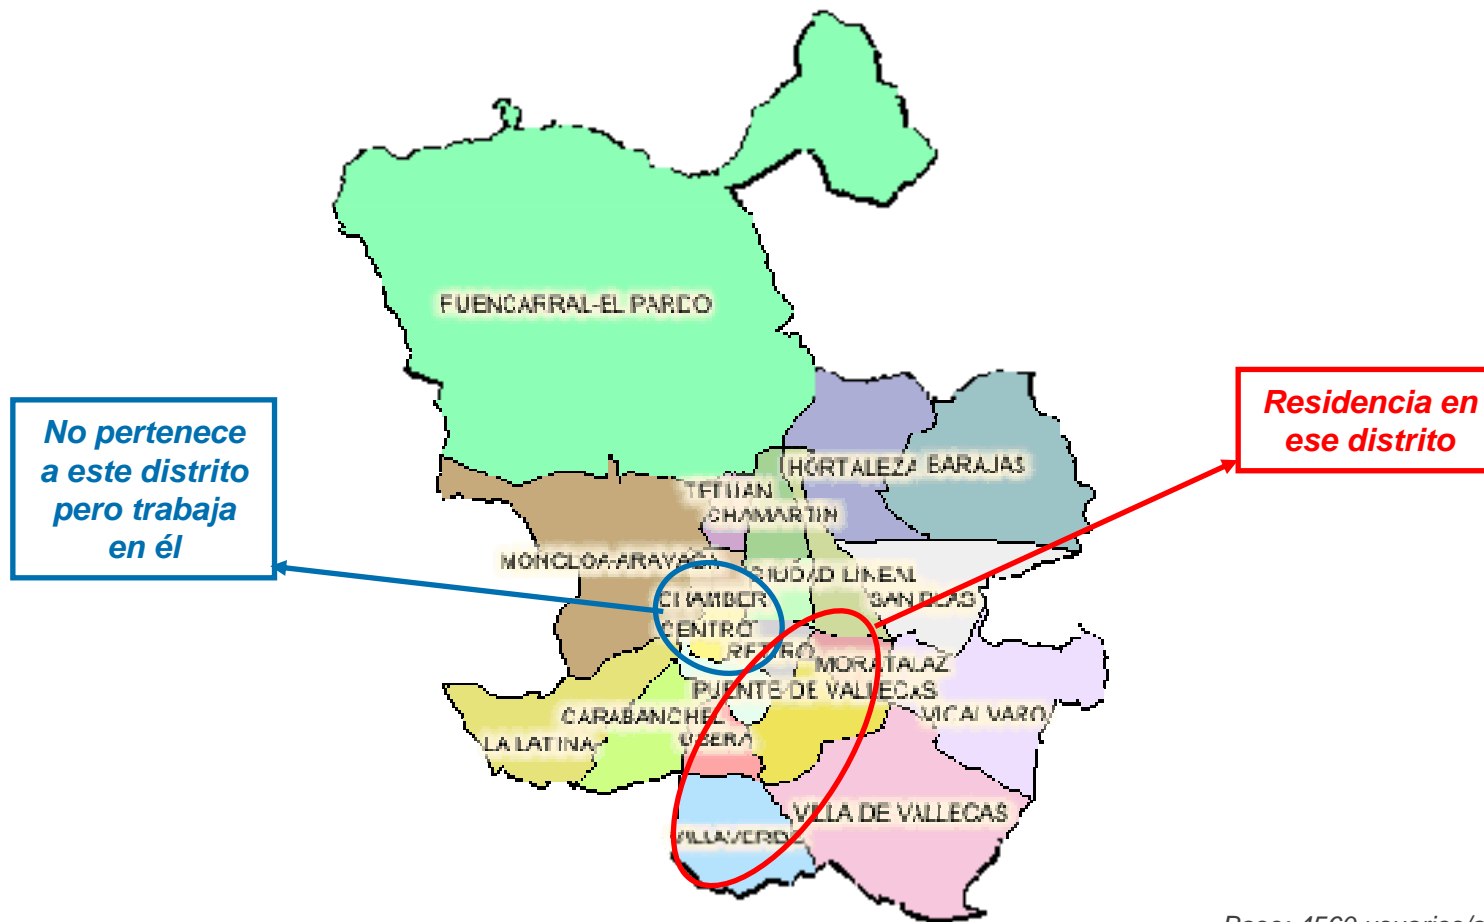 FUENCARRAL-EL PARDO
No pertenece
a este distrito
pero trabaja
en él
Residencia en
ese distrito
HORTALEZA BARAJAS
TETUAN
CHAMARTIN
MONCLOA-ARAVACA
CIUDAD LINEAL
CHAMBERI
SAN BLAS
CENTRO
RETIRO
MORATALAZ
PUENTE DE VALLECAS
CARABANCHEL
VICALVARO
LA LATINA
USERA
VILLA DE VALLECAS
VILLAVERDE